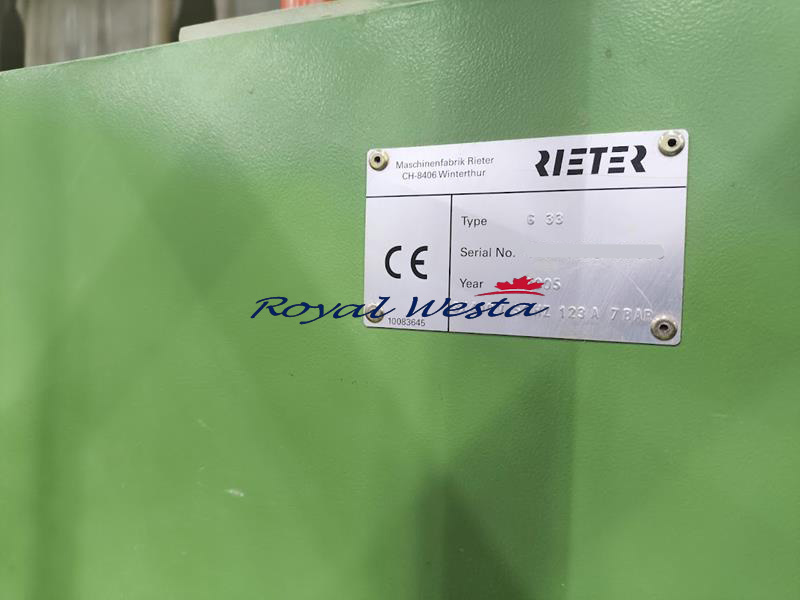 Maschinenfabrik Rieter
CH-8406 Winterthur
RIETER
Type G 33
Serial No.
CE
Year
Royal Westa
123 A 7 BAR
10083645